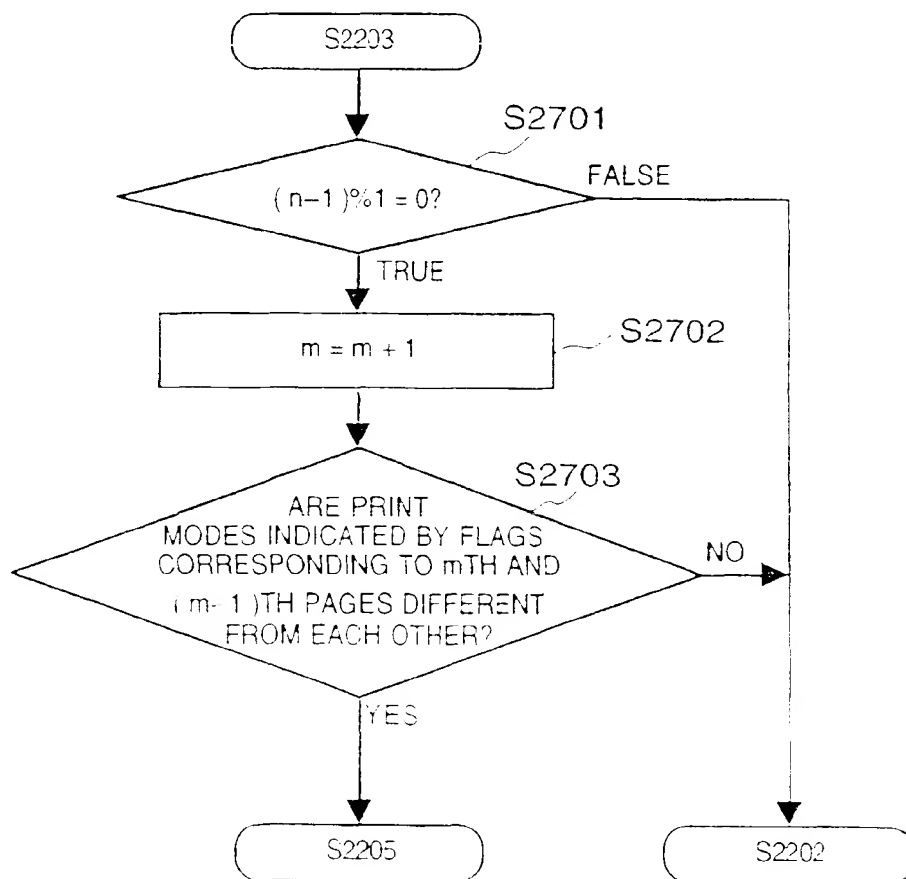 S2203
S2701
(n-1)%1 = 0?
FALSE
TRUE
m = m + 1
S2702
S2703
ARE PRINT
MODES INDICATED BY FLAGS
CORRESPONDING TO mTH AND
(m-1)TH PAGES DIFFERENT
FROM EACH OTHER?
NO
YES
S2205
S2202